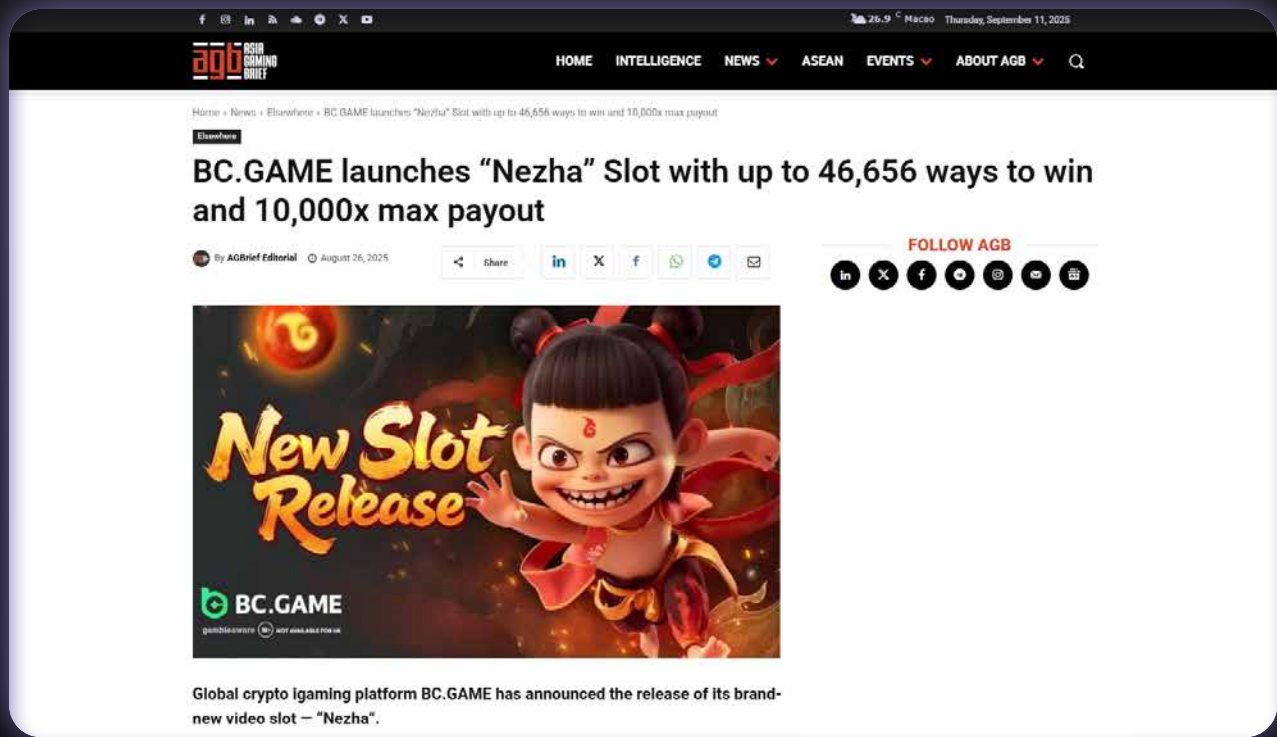 26.9 C Macao Thursday, September 11, 2025
agb ASIA GAMING BRIEF
HOME INTELLIGENCE NEWS ASEAN EVENTS ABOUT AGB
Home › News › Elsewhere › BC.GAME launches “Nezha” Slot with up to 46,656 ways to win and 10,000x max payout
Elsewhere
BC.GAME launches “Nezha” Slot with up to 46,656 ways to win
and 10,000x max payout
By AGBrief Editorial August 26, 2025
Share
FOLLOW AGB
New Slot
Release
BC.GAME
gambleaware 18+ NOT AVAILABLE FOR UK
Global crypto igaming platform BC.GAME has announced the release of its brand-
new video slot — “Nezha“.